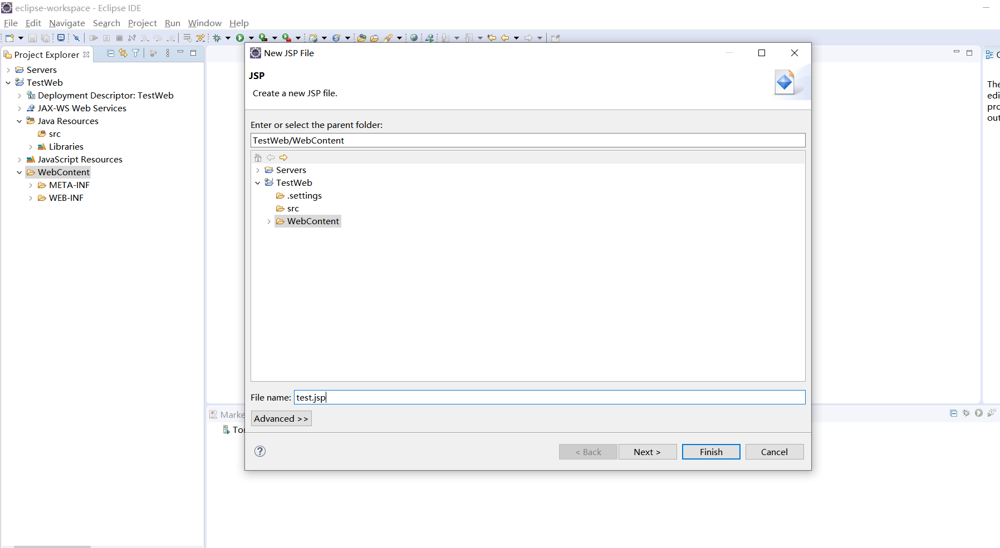 eclipse-workspace - Eclipse IDE
File Edit Navigate Search Project Run Window Help
Project Explorer
Servers
TestWeb
Deployment Descriptor: TestWeb
JAX-WS Web Services
Java Resources
src
Libraries
JavaScript Resources
WebContent
META-INF
WEB-INF
New JSP File
JSP
Create a new JSP file.
Enter or select the parent folder:
TestWeb/WebContent
Servers
TestWeb
.settings
src
WebContent
File name: test.jsp
Advanced >>
< Back Next > Finish Cancel
Marke
To
The
edi
pro
out